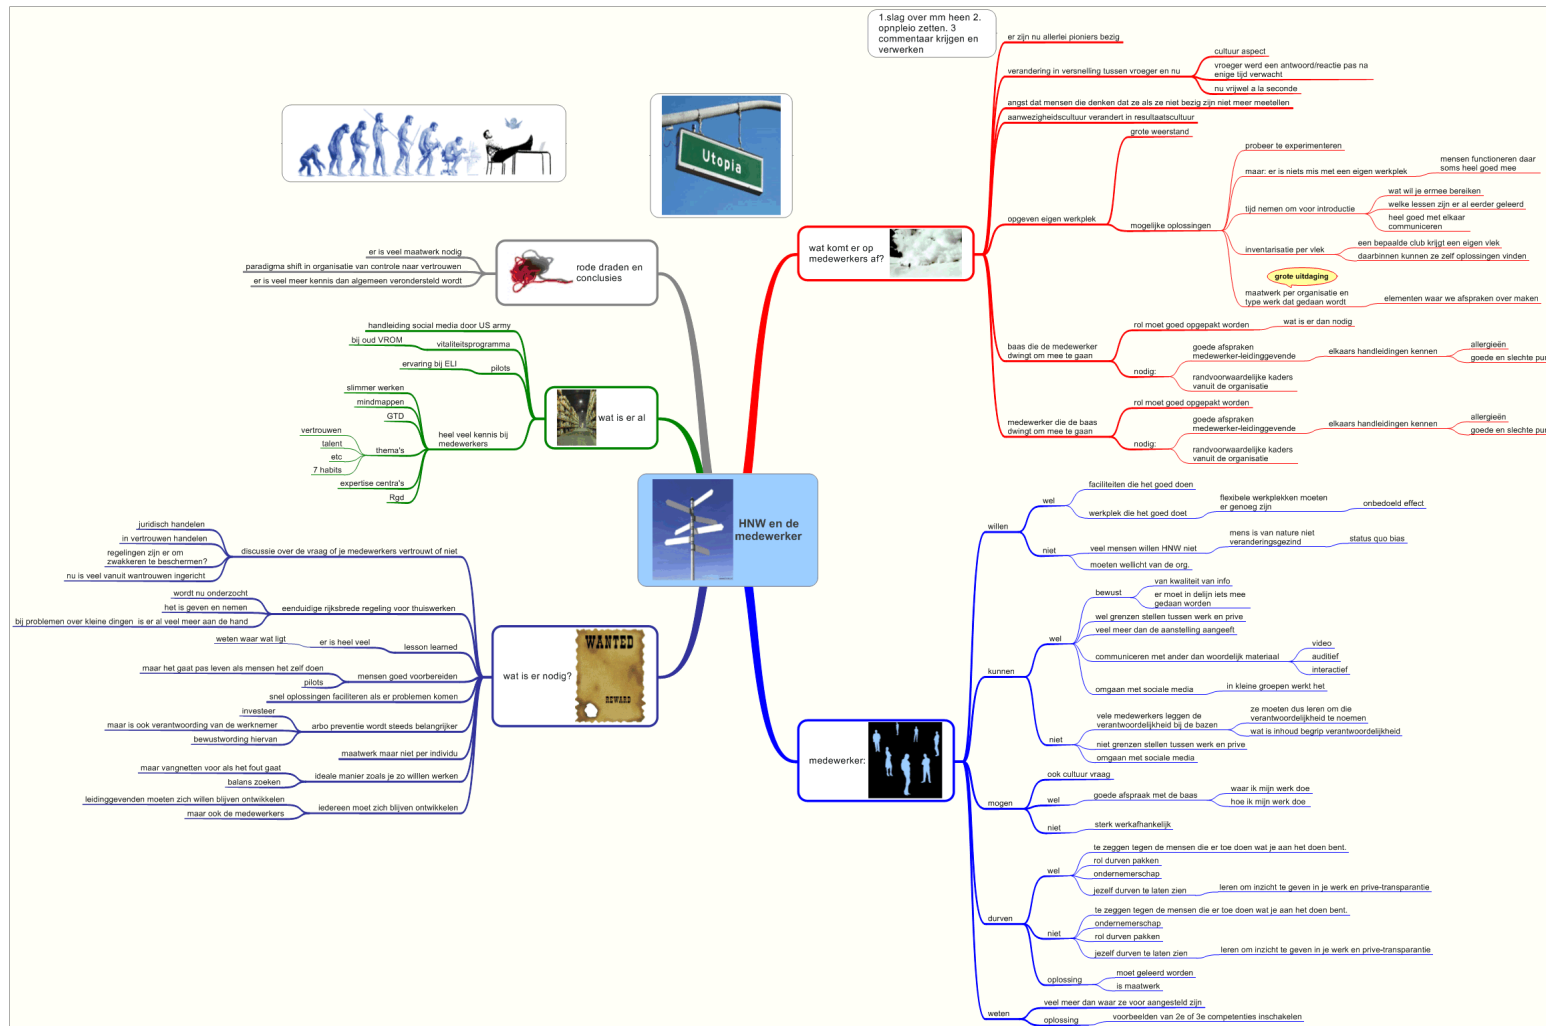 1.slag over mm heen 2.
opnpleio zetten. 3
commentaar krijgen en
verwerken
Utopia
HNW en de
medewerker
wat komt er op
medewerkers af?
er zijn nu allerlei pioniers bezig
verandering in versnelling tussen vroeger en nu
cultuur aspect
vroeger werd een antwoord/reactie pas na
enige tijd verwacht
nu vrijwel a la seconde
angst dat mensen die denken dat ze als ze niet bezig zijn niet meer meetellen
aanwezigheidscultuur verandert in resultaatscultuur
opgeven eigen werkplek
grote weerstand
mogelijke oplossingen
probeer te experimenteren
maar: er is niets mis met een eigen werkplek
mensen functioneren daar
soms heel goed mee
tijd nemen om voor introductie
wat wil je ermee bereiken
welke lessen zijn er al eerder geleerd
heel goed met elkaar
communiceren
inventarisatie per vlek
een bepaalde club krijgt een eigen vlek
daarbinnen kunnen ze zelf oplossingen vinden
grote uitdaging
maatwerk per organisatie en
type werk dat gedaan wordt
elementen waar we afspraken over maken
baas die de medewerker
dwingt om mee te gaan
rol moet goed opgepakt worden
wat is er dan nodig
nodig:
goede afspraken
medewerker-leidinggevende
elkaars handleidingen kennen
allergieën
goede en slechte pu
randvoorwaardelijke kaders
vanuit de organisatie
medewerker die de baas
dwingt om mee te gaan
rol moet goed opgepakt worden
nodig:
goede afspraken
medewerker-leidinggevende
elkaars handleidingen kennen
allergieën
goede en slechte pu
randvoorwaardelijke kaders
vanuit de organisatie
medewerker:
willen
wel
faciliteiten die het goed doen
werkplek die het goed doet
flexibele werkplekken moeten
er genoeg zijn
onbedoeld effect
niet
veel mensen willen HNW niet
mens is van nature niet
veranderingsgezind
status quo bias
moeten wellicht van de org.
kunnen
wel
bewust
van kwaliteit van info
er moet in delijn iets mee
gedaan worden
wel grenzen stellen tussen werk en prive
veel meer dan de aanstelling aangeeft
communiceren met ander dan woordelijk materiaal
video
auditief
interactief
omgaan met sociale media
in kleine groepen werkt het
niet
vele medewerkers leggen de
verantwoordelijkheid bij de bazen
ze moeten dus leren om die
verantwoordelijkheid te noemen
wat is inhoud begrip verantwoordelijkheid
niet grenzen stellen tussen werk en prive
omgaan met sociale media
mogen
ook cultuur vraag
wel
goede afspraak met de baas
waar ik mijn werk doe
hoe ik mijn werk doe
niet
sterk werkafhankelijk
durven
wel
te zeggen tegen de mensen die er toe doen wat je aan het doen bent.
rol durven pakken
ondernemerschap
jezelf durven te laten zien
leren om inzicht te geven in je werk en prive-transparantie
niet
te zeggen tegen de mensen die er toe doen wat je aan het doen bent.
ondernemerschap
rol durven pakken
jezelf durven te laten zien
leren om inzicht te geven in je werk en prive-transparantie
oplossing
moet geleerd worden
is maatwerk
weten
veel meer dan waar ze voor aangesteld zijn
oplossing
voorbeelden van 2e of 3e competenties inschakelen
rode draden en
conclusies
er is veel maatwerk nodig
paradigma shift in organisatie van controle naar vertrouwen
er is veel meer kennis dan algemeen verondersteld wordt
wat is er al
handleiding social media door US army
vitaliteitsprogramma
bij oud VROM
pilots
ervaring bij ELI
heel veel kennis bij
medewerkers
slimmer werken
mindmappen
GTD
thema's
vertrouwen
talent
etc
7 habits
expertise centra's
Rgd
wat is er nodig?
WANTED
REWARD
discussie over de vraag of je medewerkers vertrouwt of niet
juridisch handelen
in vertrouwen handelen
regelingen zijn er om
zwakkeren te beschermen?
nu is veel vanuit wantrouwen ingericht
eenduidige rijksbrede regeling voor thuiswerken
wordt nu onderzocht
het is geven en nemen
bij problemen over kleine dingen is er al veel meer aan de hand
lesson learned
er is heel veel
weten waar wat ligt
mensen goed voorbereiden
maar het gaat pas leven als mensen het zelf doen
pilots
snel oplossingen faciliteren als er problemen komen
arbo preventie wordt steeds belangrijker
investeer
maar is ook verantwoording van de werknemer
bewustwording hiervan
maatwerk maar niet per individu
ideale manier zoals je zo willlen werken
maar vangnetten voor als het fout gaat
balans zoeken
iedereen moet zich blijven ontwikkelen
leidinggevenden moeten zich willen blijven ontwikkelen
maar ook de medewerkers